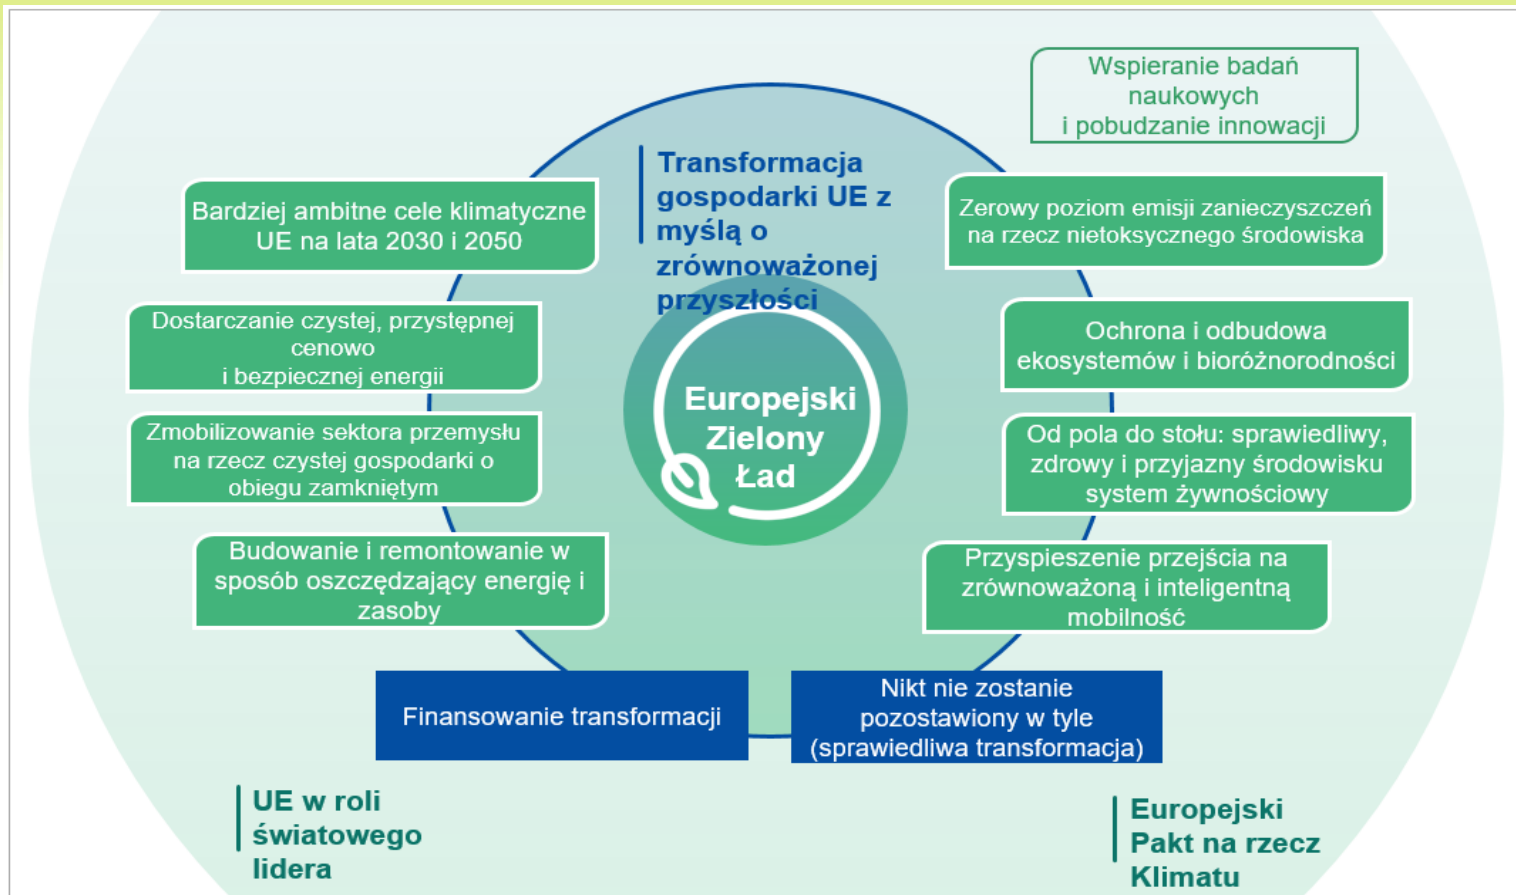 Wspieranie badań
naukowych
i pobudzanie innowacji
Transformacja
gospodarki UE z
myślą o
zrównoważonej
przyszłości
Bardziej ambitne cele klimatyczne
UE na lata 2030 i 2050
Zerowy poziom emisji zanieczyszczeń
na rzecz nietoksycznego środowiska
Dostarczanie czystej, przystępnej
cenowo
i bezpiecznej energii
Ochrona i odbudowa
ekosystemów i bioróżnorodności
Europejski
Zielony
Ład
Zmobilizowanie sektora przemysłu
na rzecz czystej gospodarki o
obiegu zamkniętym
Od pola do stołu: sprawiedliwy,
zdrowy i przyjazny środowisku
system żywnościowy
Budowanie i remontowanie w
sposób oszczędzający energię i
zasoby
Przyspieszenie przejścia na
zrównoważoną i inteligentną
mobilność
Finansowanie transformacji
Nikt nie zostanie
pozostawiony w tyle
(sprawiedliwa transformacja)
UE w roli
światowego
lidera
Europejski
Pakt na rzecz
Klimatu